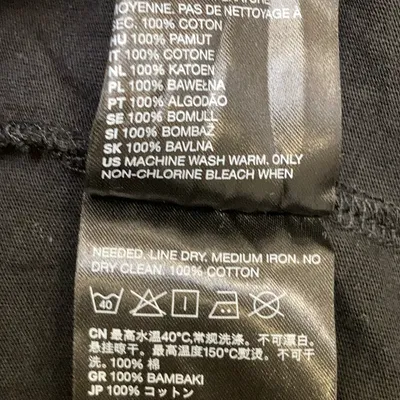 MOYENNE. PAS DE NETTOYAGE À
SEC. 100% COTON
HU 100% PAMUT
IT 100% COTONE
NL 100% KATOEN
PL 100% BAWEŁNA
PT 100% ALGODÃO
SE 100% BOMULL
SI 100% BOMBAŽ
SK 100% BAVLNA
US MACHINE WASH WARM. ONLY
NON-CHLORINE BLEACH WHEN
NEEDED. LINE DRY. MEDIUM IRON. NO
DRY CLEAN. 100% COTTON
40
CN 最高水温40°C,常规洗涤。不可漂白。
悬挂晾干。最高温度150°C熨烫。不可干
洗。100% 棉
GR 100% BAMBAKI
JP 100% コットン